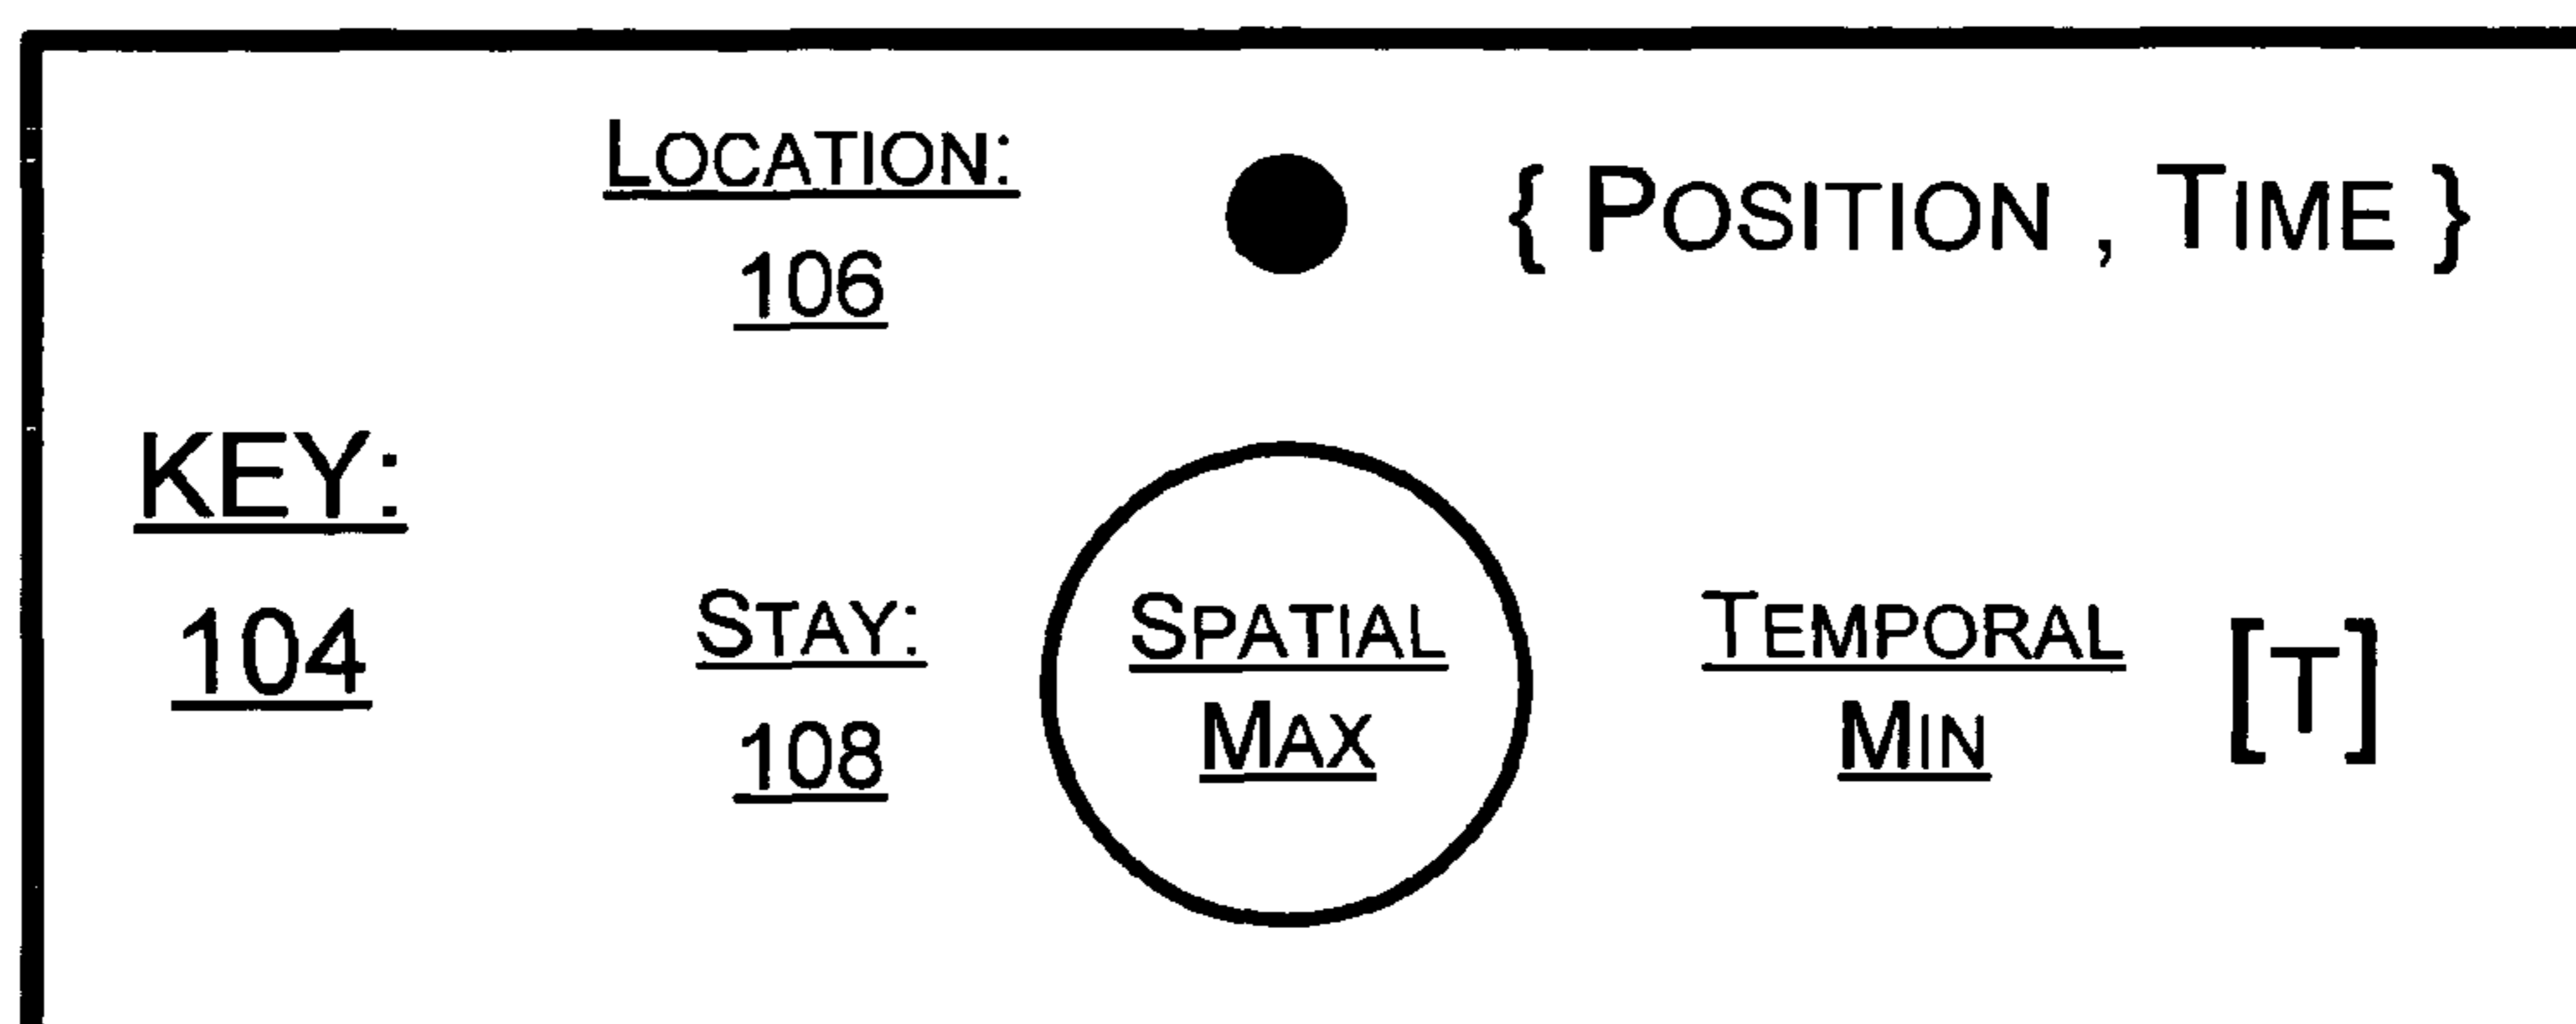 LOCATION: { POSITION , TIME }
106
KEY:
104
STAY: SPATIAL MAX TEMPORAL MIN [T]
108